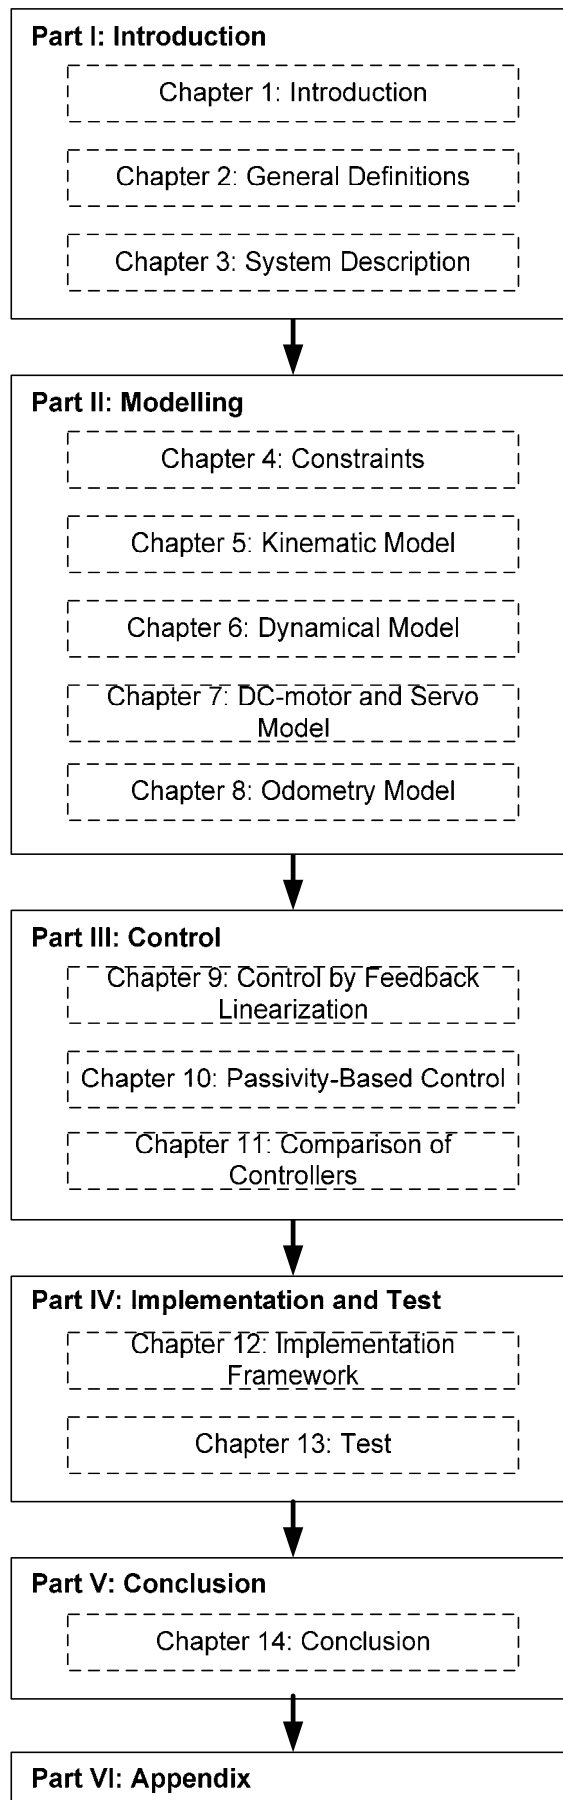 Part I: Introduction
Chapter 1: Introduction
Chapter 2: General Definitions
Chapter 3: System Description
Part II: Modelling
Chapter 4: Constraints
Chapter 5: Kinematic Model
Chapter 6: Dynamical Model
Chapter 7: DC-motor and Servo
Model
Chapter 8: Odometry Model
Part III: Control
Chapter 9: Control by Feedback
Linearization
Chapter 10: Passivity-Based Control
Chapter 11: Comparison of
Controllers
Part IV: Implementation and Test
Chapter 12: Implementation
Framework
Chapter 13: Test
Part V: Conclusion
Chapter 14: Conclusion
Part VI: Appendix